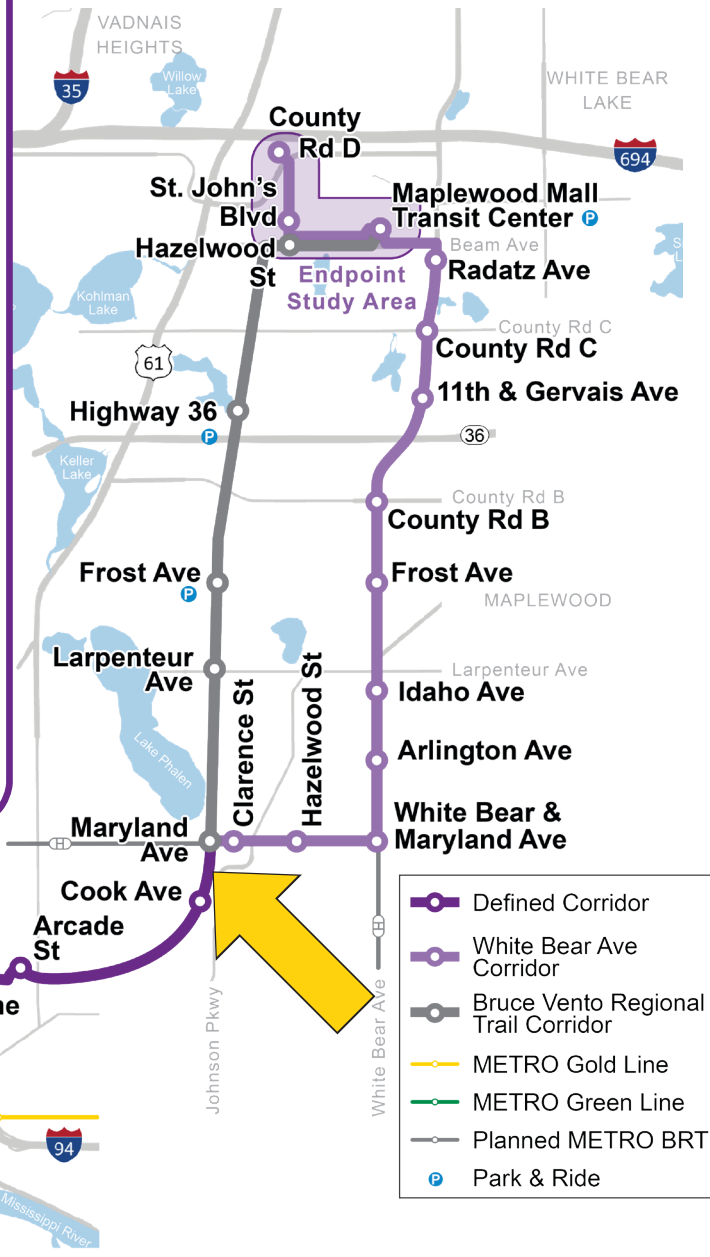 VADNAIS
HEIGHTS
Willow
Lake
35
WHITE BEAR
LAKE
694
County
Rd D
St. John's
Blvd
Maplewood Mall
Transit Center P
Hazelwood
St
Beam Ave
Endpoint
Study Area
Radatz Ave
Kohlman
Lake
County Rd C
County Rd C
61
11th & Gervais Ave
Highway 36
P
36
Keller
Lake
County Rd B
County Rd B
Frost Ave
P
Frost Ave
MAPLEWOOD
Larpenteur
Ave
Larpenteur Ave
Clarence St
Hazelwood St
Idaho Ave
Lake Phalen
Arlington Ave
Maryland
Ave
H
White Bear &
Maryland Ave
Cook Ave
Arcade
St
ne
H
Johnson Pkwy
White Bear Ave
Defined Corridor
White Bear Ave
Corridor
Bruce Vento Regional
Trail Corridor
METRO Gold Line
METRO Green Line
Planned METRO BRT
P Park & Ride
94
Mississippi River